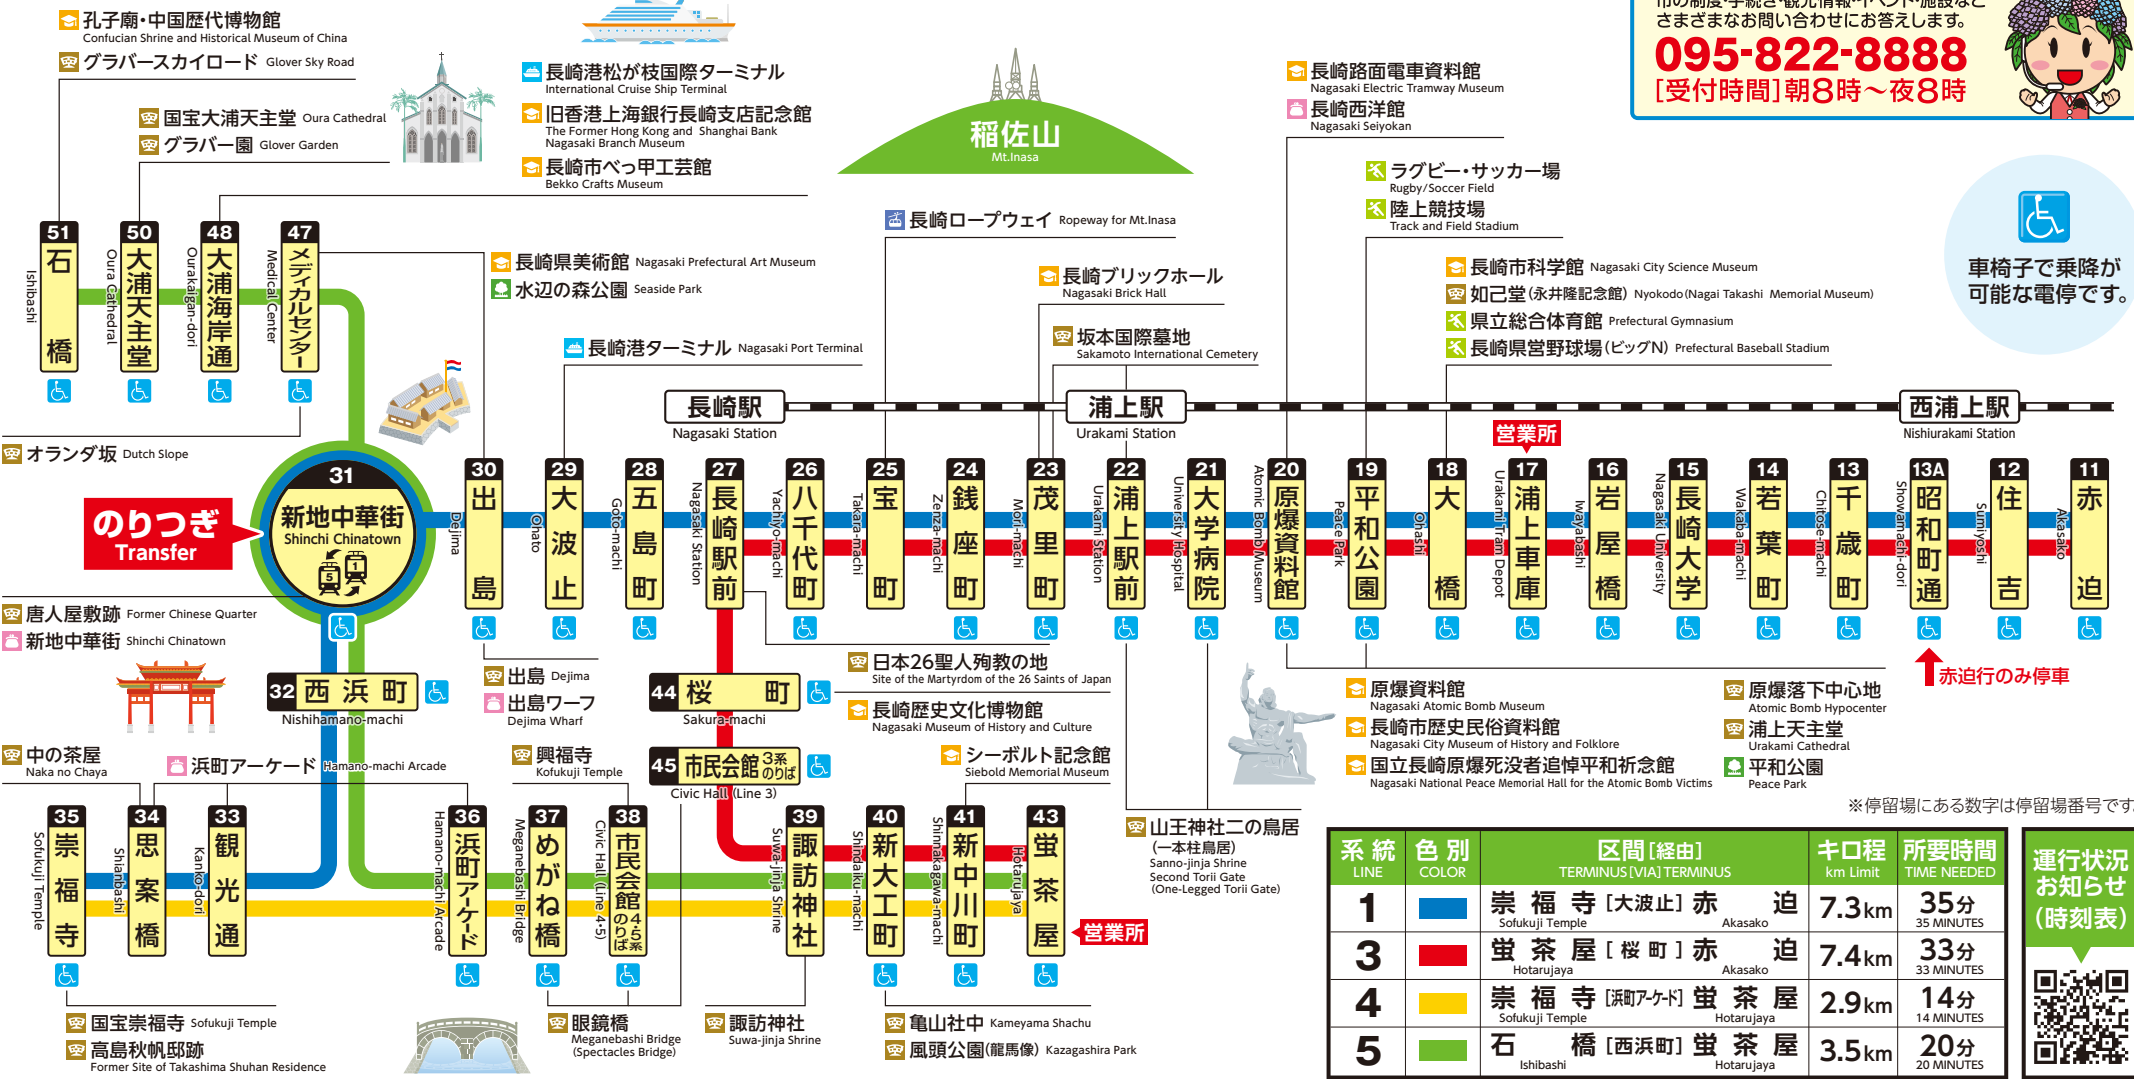 孔子廟・中国歴代博物館
Confucian Shrine and Historical Museum of China
グラバースカイロード Glover Sky Road
国宝大浦天主堂 Oura Cathedral
グラバー園 Glover Garden
長崎港松が枝国際ターミナル
International Cruise Ship Terminal
旧香港上海銀行長崎支店記念館
The Former Hong Kong and Shanghai Bank
Nagasaki Branch Museum
長崎市べっ甲工芸館
Bekko Crafts Museum
稲佐山
Mt.Inasa
長崎路面電車資料館
Nagasaki Electric Tramway Museum
長崎西洋館
Nagasaki Seiyokan
市の制度・手続き・観光情報・イベント・施設など
さまざまなお問い合わせにお答えします。
095-822-8888
[受付時間]朝8時～夜8時
ラグビー・サッカー場
Rugby/Soccer Field
陸上競技場
Track and Field Stadium
車椅子で乗降が
可能な電停です。
長崎ロープウェイ Ropeway for Mt.Inasa
長崎県美術館 Nagasaki Prefectural Art Museum
水辺の森公園 Seaside Park
長崎ブリックホール
Nagasaki Brick Hall
坂本国際墓地
Sakamoto International Cemetery
長崎市科学館 Nagasaki City Science Museum
如己堂(永井隆記念館) Nyokodo(Nagai Takashi Memorial Museum)
県立総合体育館 Prefectural Gymnasium
長崎県営野球場(ビッグN) Prefectural Baseball Stadium
長崎港ターミナル Nagasaki Port Terminal
51 石橋 Ishibashi
50 大浦天主堂 Oura Cathedral
48 大浦海岸通 Ourakaigan-dori
47 メディカルセンター Medical Center
オランダ坂 Dutch Slope
長崎駅
Nagasaki Station
浦上駅
Urakami Station
西浦上駅
Nishiurakami Station
営業所
のりつぎ
Transfer
31
新地中華街
Shinchi Chinatown
5
1
30 出島 Dejima
29 大波止 Ohato
28 五島町 Goto-machi
27 長崎駅前 Nagasaki Station
26 八千代町 Yachiyo-machi
25 宝町 Takara-machi
24 銭座町 Zenza-machi
23 茂里町 Mori-machi
22 浦上駅前 Urakami Station
21 大学病院 University Hospital
20 原爆資料館 Atomic Bomb Museum
19 平和公園 Peace Park
18 大橋 Ohashi
17 浦上車庫 Urakami Tram Depot
16 岩屋橋 Iwayabashi
15 長崎大学 Nagasaki University
14 若葉町 Wakaba-machi
13 千歳町 Chitose-machi
13A 昭和町通 Showamachi-dori
12 住吉 Sumiyoshi
11 赤迫 Akasako
赤迫行のみ停車
唐人屋敷跡 Former Chinese Quarter
新地中華街 Shinchi Chinatown
出島 Dejima
出島ワーフ
Dejima Wharf
32 西浜町
Nishihamano-machi
44 桜町
Sakura-machi
45 市民会館 3系のりば
Civic Hall (Line 3)
日本26聖人殉教の地
Site of the Martyrdom of the 26 Saints of Japan
長崎歴史文化博物館
Nagasaki Museum of History and Culture
シーボルト記念館
Siebold Memorial Museum
原爆資料館
Nagasaki Atomic Bomb Museum
長崎市歴史民俗資料館
Nagasaki City Museum of History and Folklore
国立長崎原爆死没者追悼平和祈念館
Nagasaki National Peace Memorial Hall for the Atomic Bomb Victims
原爆落下中心地
Atomic Bomb Hypocenter
浦上天主堂
Urakami Cathedral
平和公園
Peace Park
中の茶屋
Naka no Chaya
浜町アーケード Hamano-machi Arcade
興福寺
Kofukuji Temple
山王神社二の鳥居
(一本柱鳥居)
Sanno-jinja Shrine
Second Torii Gate
(One-Legged Torii Gate)
35 崇福寺 Sofukuji Temple
34 思案橋 Shianbashi
33 観光通 Kanko-dori
36 浜町アーケード Hamano-machi Arcade
37 めがね橋 Meganebashi Bridge
38 市民会館 4・5系のりば Civic Hall (Line 4・5)
39 諏訪神社 Suwa-jinja Shrine
40 新大工町 Shindaiku-machi
41 新中川町 Shinnakagawa-machi
43 蛍茶屋 Hotarujaya
営業所
国宝崇福寺 Sofukuji Temple
高島秋帆邸跡
Former Site of Takashima Shuhan Residence
眼鏡橋
Meganebashi Bridge
(Spectacles Bridge)
諏訪神社
Suwa-jinja Shrine
亀山社中 Kameyama Shachu
風頭公園(龍馬像) Kazagashira Park
※停留場にある数字は停留場番号です。
系統 色別 区間[経由] キロ程 所要時間
LINE COLOR TERMINUS[VIA]TERMINUS km Limit TIME NEEDED
1 崇福寺[大波止]赤迫 7.3km 35分
Sofukuji Temple Akasako 35 MINUTES
3 蛍茶屋[桜町]赤迫 7.4km 33分
Hotarujaya Akasako 33 MINUTES
4 崇福寺[浜町アーケード]蛍茶屋 2.9km 14分
Sofukuji Temple Hotarujaya 14 MINUTES
5 石橋[西浜町]蛍茶屋 3.5km 20分
Ishibashi Hotarujaya 20 MINUTES
運行状況
お知らせ
(時刻表)